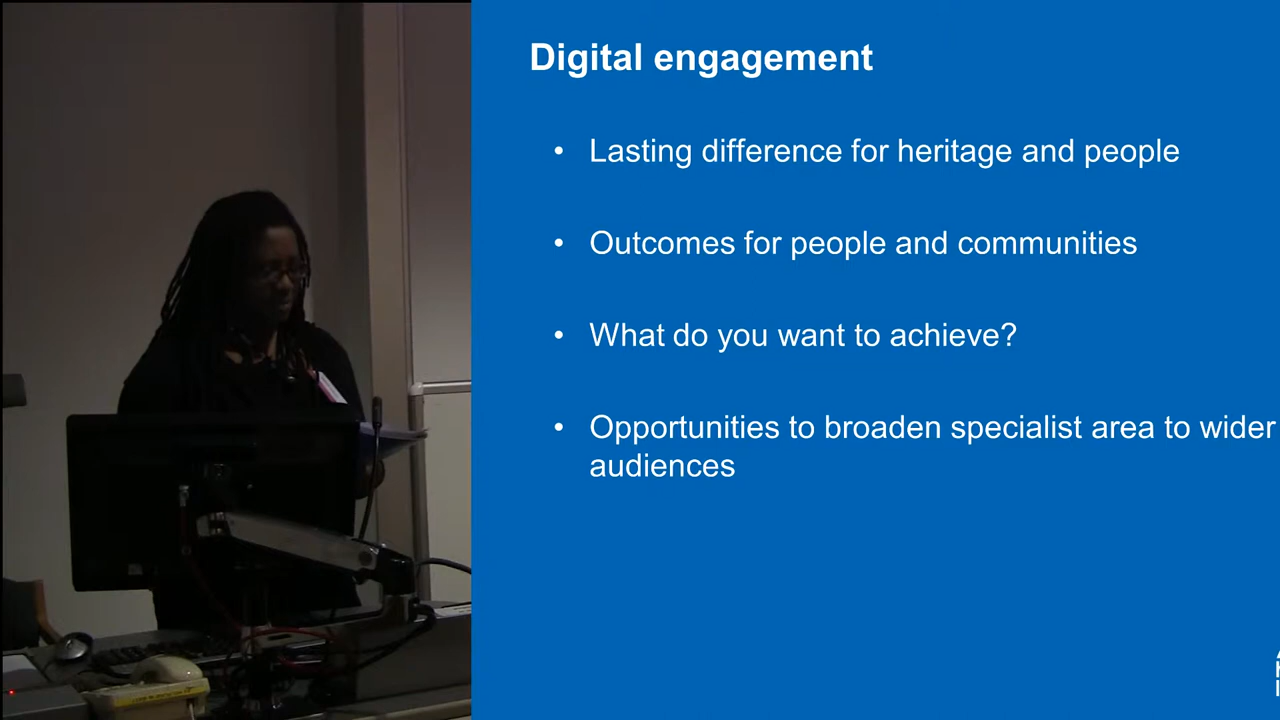 Digital engagement
• Lasting difference for heritage and people
• Outcomes for people and communities
• What do you want to achieve?
• Opportunities to broaden specialist area to wider
audiences